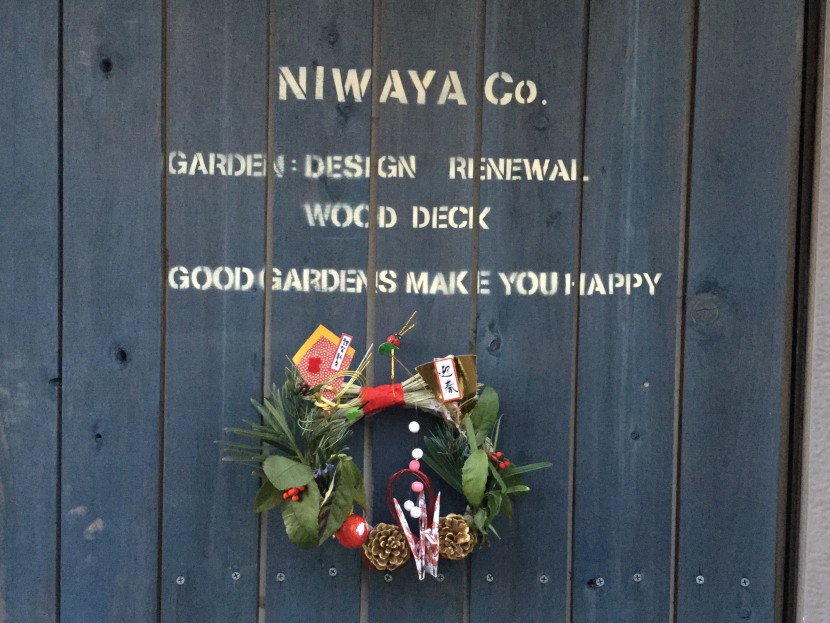 NIWAYA Co.
GARDEN : DESIGN RENEWAL
WOOD DECK
GOOD GARDENS MAKE YOU HAPPY
迎春